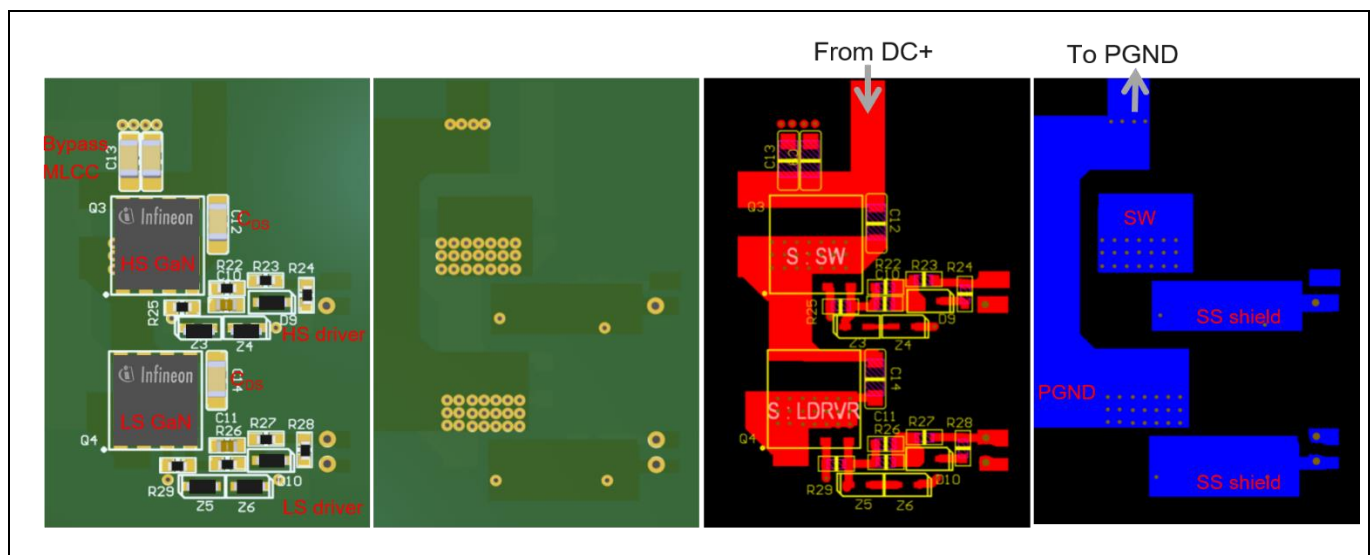 From DC+
To PGND
Bypass
MLCC
C13
Q3
Infineon
HS GaN
C12
CDS
R22
C10
R23
R24
R25
D9
HS driver
Z3
Z4
Infineon
LS GaN
C14
CDS
Q4
C11
R26
R27
R28
R29
D10
Z5
Z6
LS driver
C13
Q3
C12
S : SW
R22
R23
R24
R25
D9
Z3
Z4
C14
S : LDRVR
Q4
C11
R26
R27
R28
R29
D10
Z5
Z6
SW
SS shield
PGND
SS shield